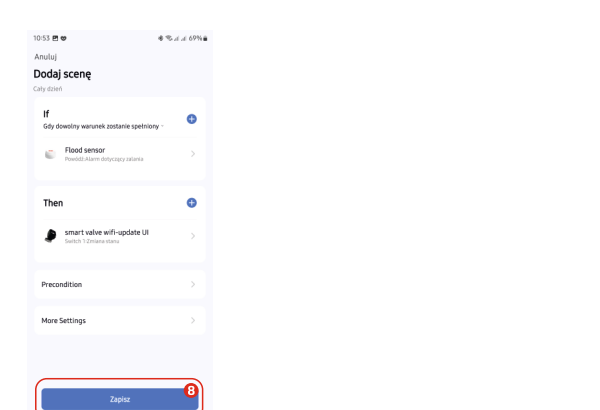 10:53
69%
Anuluj
Dodaj scenę
Cały dzień
If
Gdy dowolny warunek zostanie spełniony
Flood sensor
Powódź:Alarm dotyczący zalania
Then
smart valve wifi-update UI
Switch 1:Zmiana stanu
Precondition
More Settings
8
Zapisz